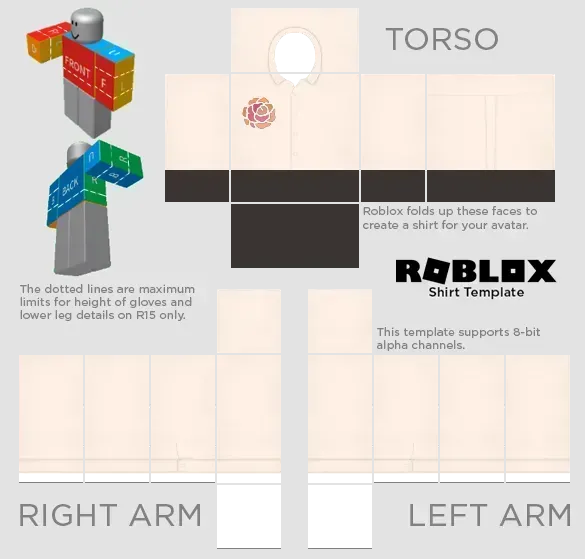 TORSO
FRONT
F
L
R
U
BACK
R
B
U
Roblox folds up these faces to
create a shirt for your avatar.
ROBLOX
Shirt Template
The dotted lines are maximum
limits for height of gloves and
lower leg details on R15 only.
This template supports 8-bit
alpha channels.
RIGHT ARM
LEFT ARM